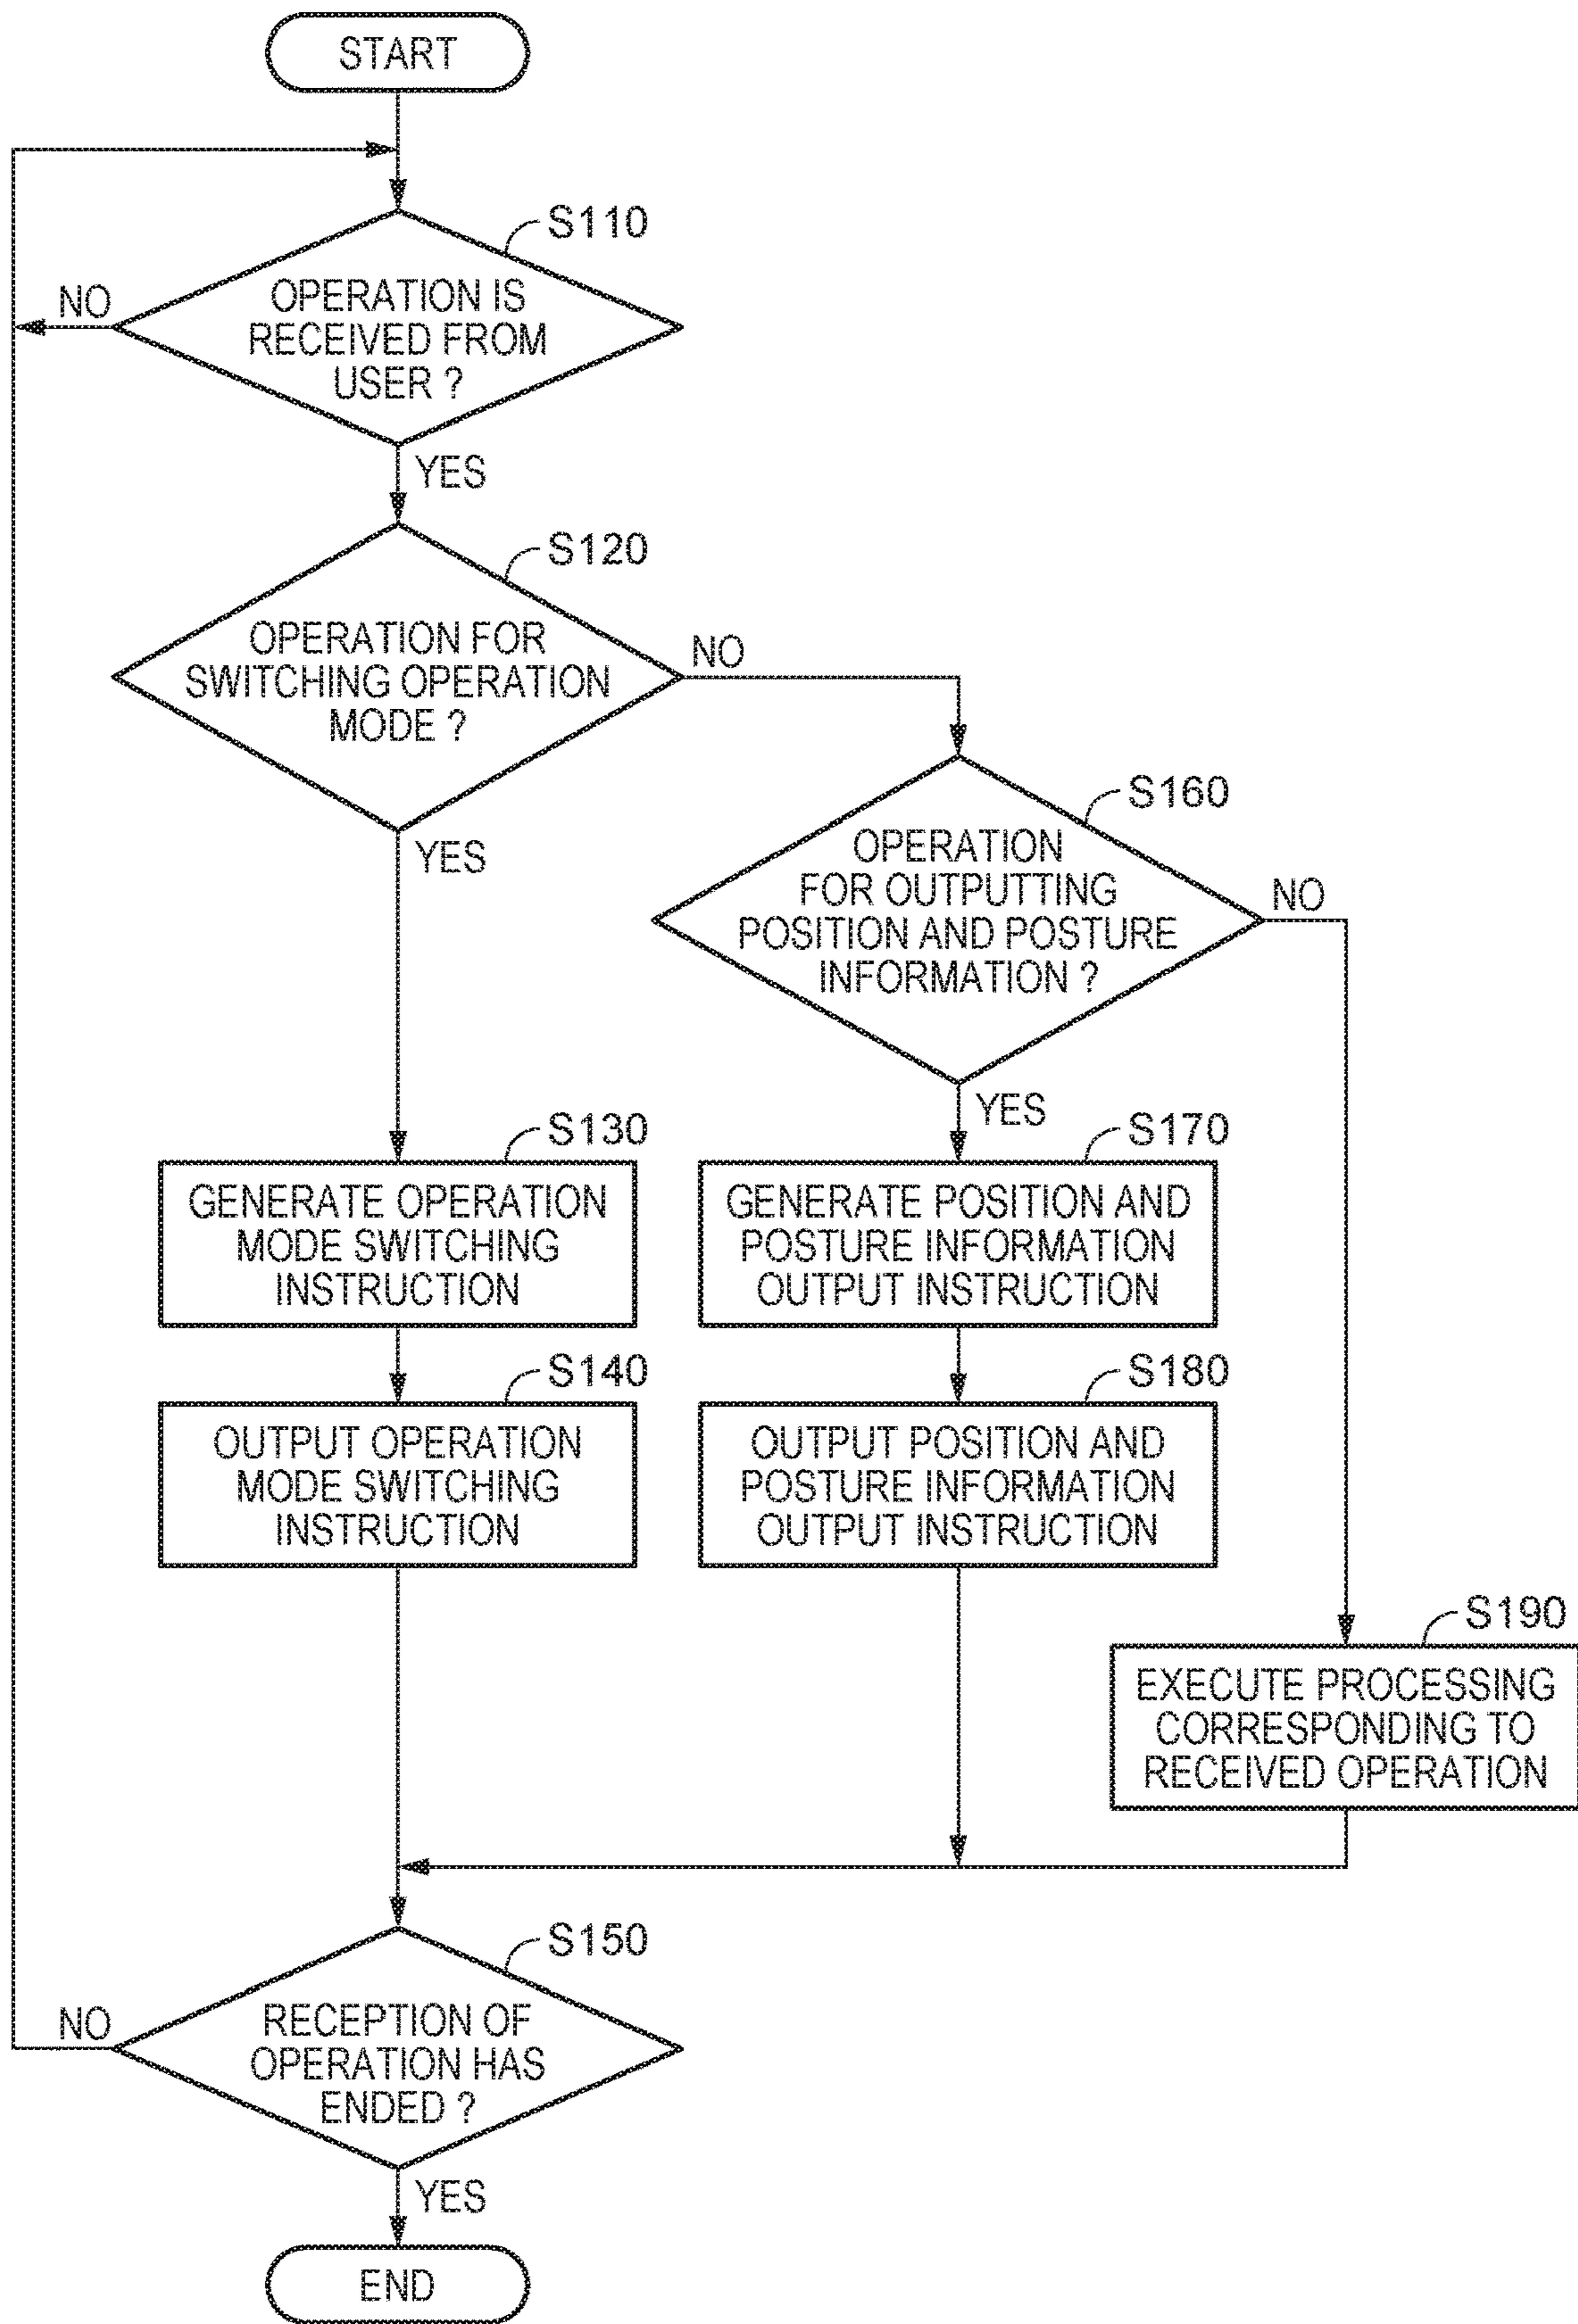 START
S110
NO
OPERATION IS
RECEIVED FROM
USER ?
YES
S120
OPERATION FOR
SWITCHING OPERATION
MODE ?
NO
YES
S160
OPERATION
FOR OUTPUTTING
POSITION AND POSTURE
INFORMATION ?
NO
YES
S130
GENERATE OPERATION
MODE SWITCHING
INSTRUCTION
S170
GENERATE POSITION AND
POSTURE INFORMATION
OUTPUT INSTRUCTION
S140
OUTPUT OPERATION
MODE SWITCHING
INSTRUCTION
S180
OUTPUT POSITION AND
POSTURE INFORMATION
OUTPUT INSTRUCTION
S190
EXECUTE PROCESSING
CORRESPONDING TO
RECEIVED OPERATION
S150
NO
RECEPTION OF
OPERATION HAS
ENDED ?
YES
END